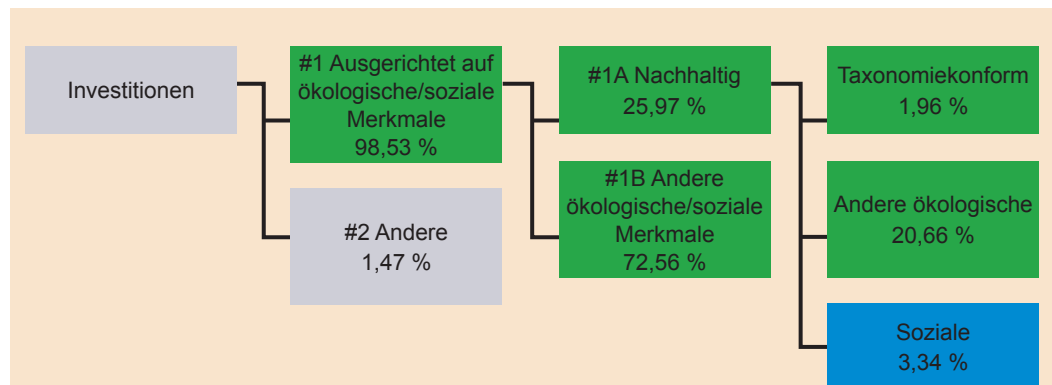 Investitionen
#1 Ausgerichtet auf
ökologische/soziale
Merkmale
98,53 %
#2 Andere
1,47 %
#1A Nachhaltig
25,97 %
#1B Andere
ökologische/soziale
Merkmale
72,56 %
Taxonomiekonform
1,96 %
Andere ökologische
20,66 %
Soziale
3,34 %